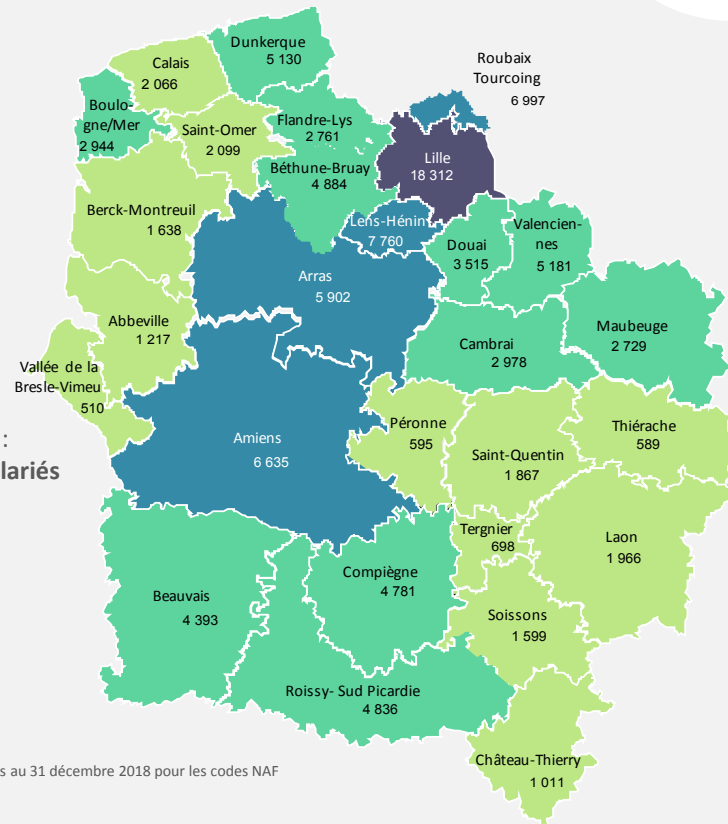 Dunkerque
5 130
Calais
2 066
Roubaix
Tourcoing
6 997
Boulo-
gne/Mer
2 944
Saint-Omer
2 099
Flandre-Lys
2 761
Lille
18 312
Béthune-Bruay
4 884
Berck-Montreuil
1 638
Lens-Hénin
7 760
Douai
3 515
Valencien-
nes
5 181
Arras
5 902
Abbeville
1 217
Maubeuge
2 729
Cambrai
2 978
Vallée de la
Bresle-Vimeu
510
Amiens
6 635
Péronne
595
Saint-Quentin
1 867
Thiérache
589
:
lariés
Tergnier
698
Laon
1 966
Compiègne
4 781
Beauvais
4 393
Soissons
1 599
Roissy- Sud Picardie
4 836
Château-Thierry
1 011
s au 31 décembre 2018 pour les codes NAF